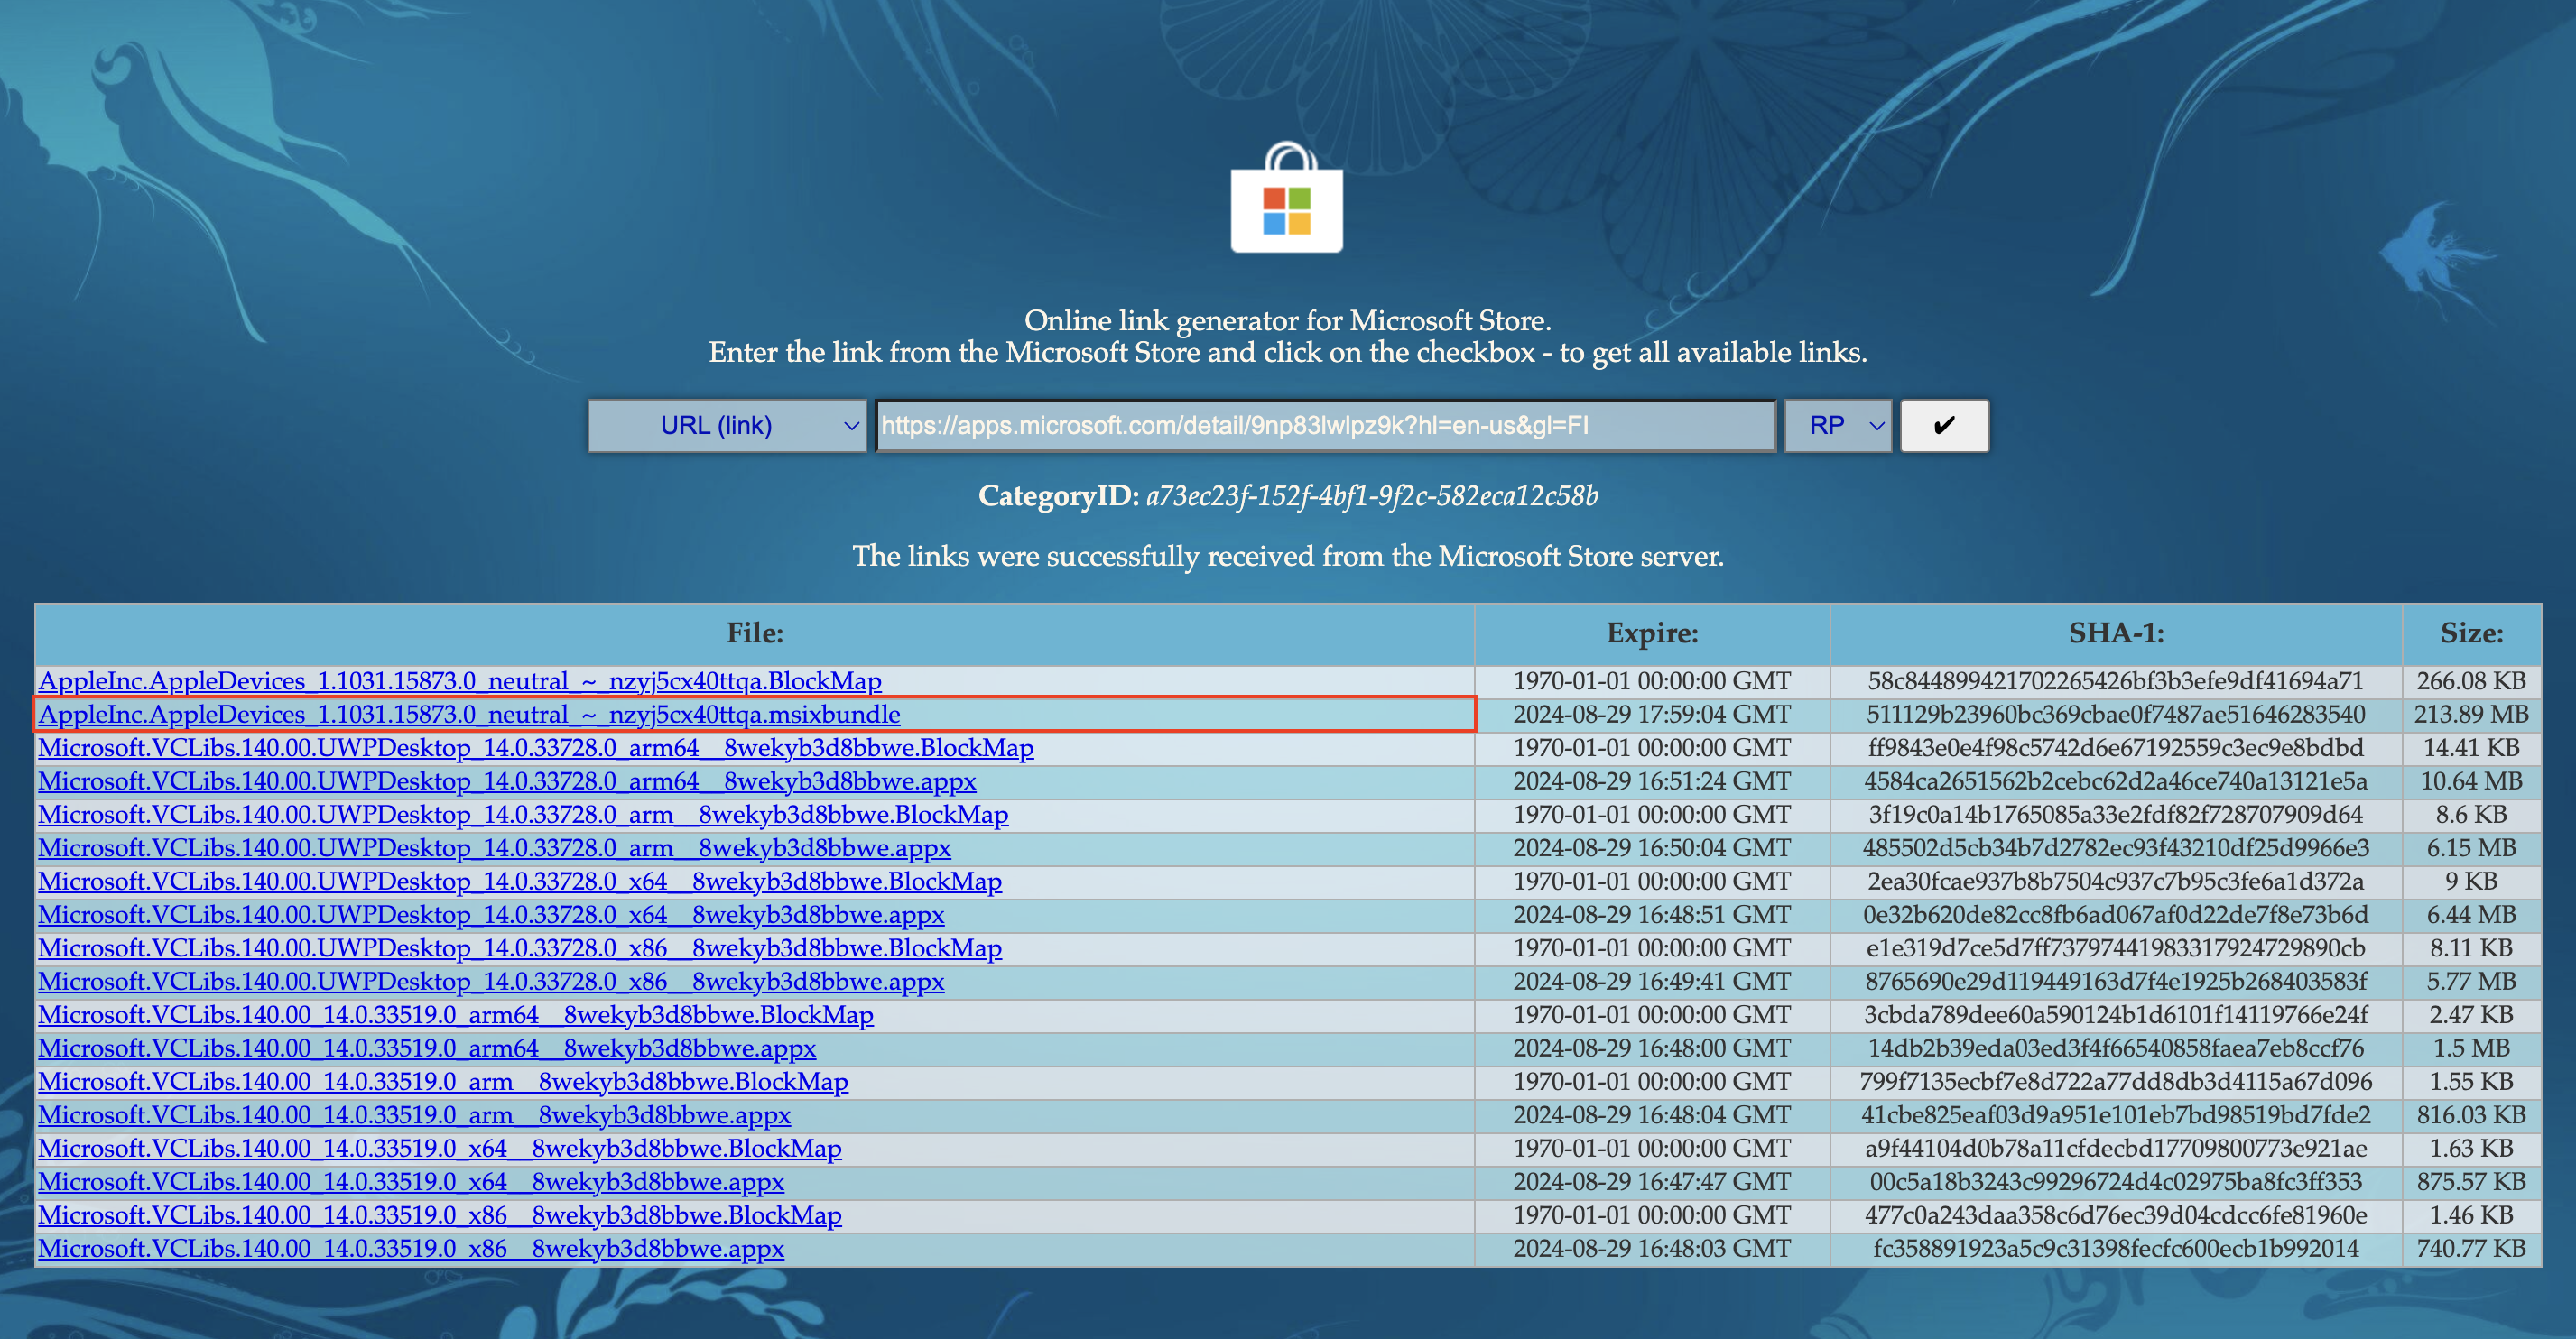 Online link generator for Microsoft Store.
Enter the link from the Microsoft Store and click on the checkbox - to get all available links.
URL (link) https://apps.microsoft.com/detail/9np83lwlpz9k?hl=en-us&gl=FI RP ✔
CategoryID: a73ec23f-152f-4bf1-9f2c-582eca12c58b
The links were successfully received from the Microsoft Store server.
File: Expire: SHA-1: Size:
AppleInc.AppleDevices_1.1031.15873.0_neutral_~_nzyj5cx40ttqa.BlockMap 1970-01-01 00:00:00 GMT 58c844899421702265426bf3b3efe9df41694a71 266.08 KB
AppleInc.AppleDevices_1.1031.15873.0_neutral_~_nzyj5cx40ttqa.msixbundle 2024-08-29 17:59:04 GMT 511129b23960bc369cbae0f7487ae51646283540 213.89 MB
Microsoft.VCLibs.140.00.UWPDesktop_14.0.33728.0_arm64__8wekyb3d8bbwe.BlockMap 1970-01-01 00:00:00 GMT ff9843e0e4f98c5742d6e67192559c3ec9e8bdbd 14.41 KB
Microsoft.VCLibs.140.00.UWPDesktop_14.0.33728.0_arm64__8wekyb3d8bbwe.appx 2024-08-29 16:51:24 GMT 4584ca2651562b2cebc62d2a46ce740a13121e5a 10.64 MB
Microsoft.VCLibs.140.00.UWPDesktop_14.0.33728.0_arm__8wekyb3d8bbwe.BlockMap 1970-01-01 00:00:00 GMT 3f19c0a14b1765085a33e2fdf82f728707909d64 8.6 KB
Microsoft.VCLibs.140.00.UWPDesktop_14.0.33728.0_arm__8wekyb3d8bbwe.appx 2024-08-29 16:50:04 GMT 485502d5cb34b7d2782ec93f43210df25d9966e3 6.15 MB
Microsoft.VCLibs.140.00.UWPDesktop_14.0.33728.0_x64__8wekyb3d8bbwe.BlockMap 1970-01-01 00:00:00 GMT 2ea30fcae937b8b7504c937c7b95c3fe6a1d372a 9 KB
Microsoft.VCLibs.140.00.UWPDesktop_14.0.33728.0_x64__8wekyb3d8bbwe.appx 2024-08-29 16:48:51 GMT 0e32b620de82cc8fb6ad067af0d22de7f8e73b6d 6.44 MB
Microsoft.VCLibs.140.00.UWPDesktop_14.0.33728.0_x86__8wekyb3d8bbwe.BlockMap 1970-01-01 00:00:00 GMT e1e319d7ce5d7ff73797441983317924729890cb 8.11 KB
Microsoft.VCLibs.140.00.UWPDesktop_14.0.33728.0_x86__8wekyb3d8bbwe.appx 2024-08-29 16:49:41 GMT 8765690e29d119449163d7f4e1925b268403583f 5.77 MB
Microsoft.VCLibs.140.00_14.0.33519.0_arm64__8wekyb3d8bbwe.BlockMap 1970-01-01 00:00:00 GMT 3cbda789dee60a590124b1d6101f14119766e24f 2.47 KB
Microsoft.VCLibs.140.00_14.0.33519.0_arm64__8wekyb3d8bbwe.appx 2024-08-29 16:48:00 GMT 14db2b39eda03ed3f4f66540858faea7eb8ccf76 1.5 MB
Microsoft.VCLibs.140.00_14.0.33519.0_arm__8wekyb3d8bbwe.BlockMap 1970-01-01 00:00:00 GMT 799f7135ecbf7e8d722a77dd8db3d4115a67d096 1.55 KB
Microsoft.VCLibs.140.00_14.0.33519.0_arm__8wekyb3d8bbwe.appx 2024-08-29 16:48:04 GMT 41cbe825eaf03d9a951e101eb7bd98519bd7fde2 816.03 KB
Microsoft.VCLibs.140.00_14.0.33519.0_x64__8wekyb3d8bbwe.BlockMap 1970-01-01 00:00:00 GMT a9f44104d0b78a11cfdecbd17709800773e921ae 1.63 KB
Microsoft.VCLibs.140.00_14.0.33519.0_x64__8wekyb3d8bbwe.appx 2024-08-29 16:47:47 GMT 00c5a18b3243c99296724d4c02975ba8fc3ff353 875.57 KB
Microsoft.VCLibs.140.00_14.0.33519.0_x86__8wekyb3d8bbwe.BlockMap 1970-01-01 00:00:00 GMT 477c0a243daa358c6d76ec39d04cdcc6fe81960e 1.46 KB
Microsoft.VCLibs.140.00_14.0.33519.0_x86__8wekyb3d8bbwe.appx 2024-08-29 16:48:03 GMT fc358891923a5c9c31398fecfc600ecb1b992014 740.77 KB